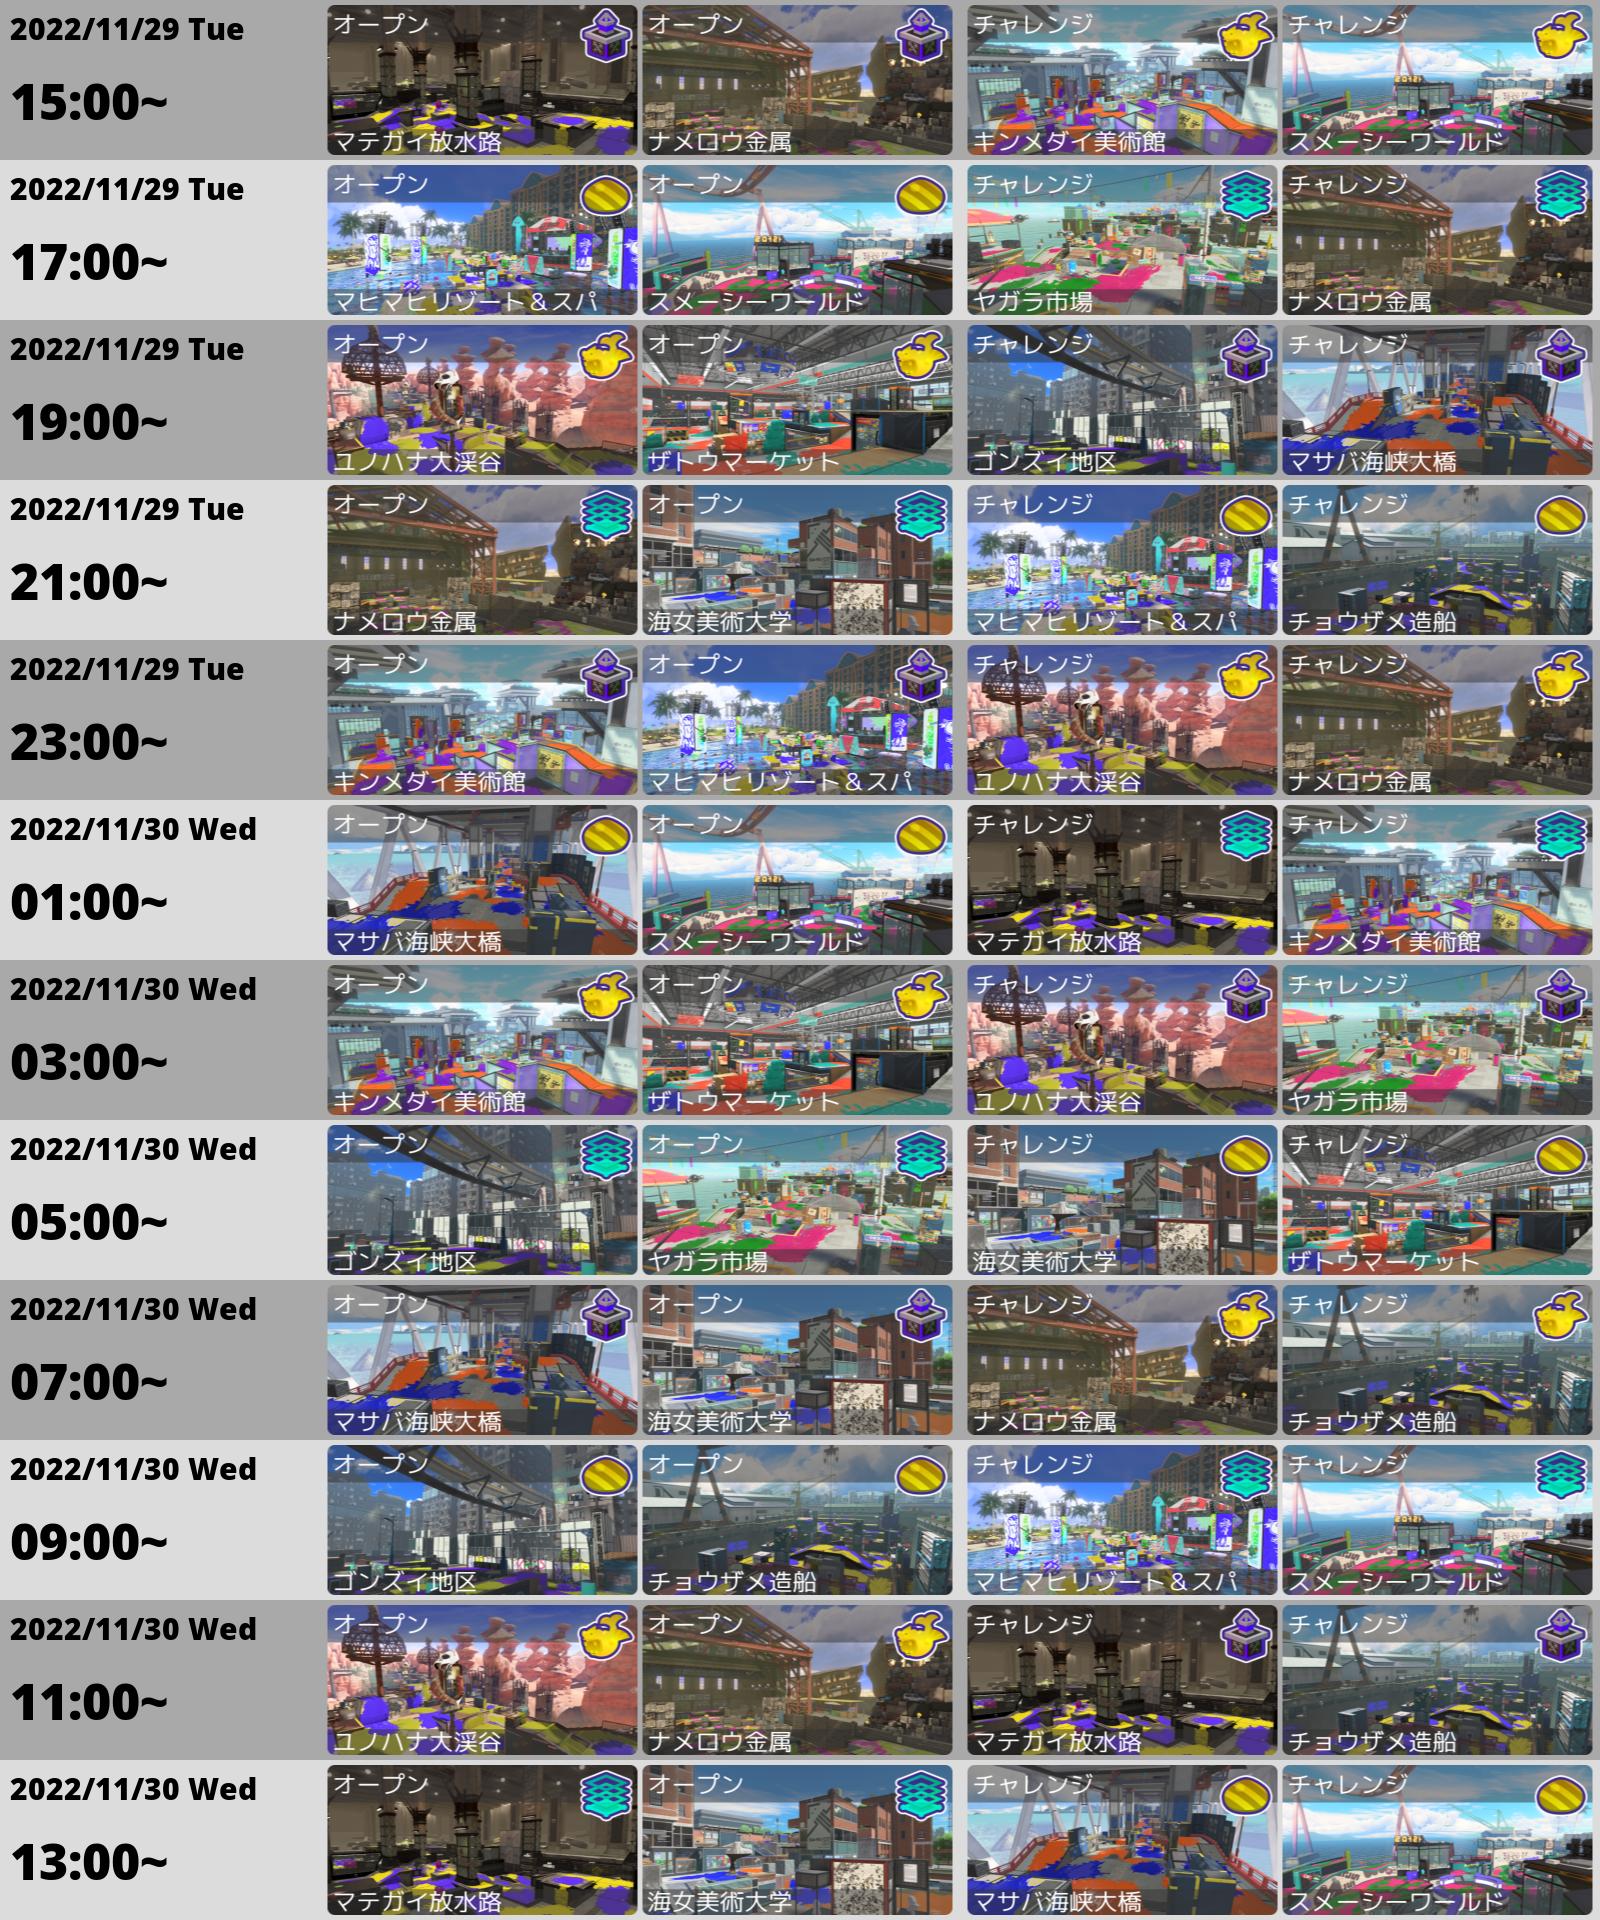 2022/11/29 Tue
15:00~
オープン
マテガイ放水路
オープン
ナメロウ金属
チャレンジ
キンメダイ美術館
チャレンジ
スメーシーワールド
2022/11/29 Tue
17:00~
オープン
マヒマヒリゾート＆スパ
オープン
スメーシーワールド
チャレンジ
ヤガラ市場
チャレンジ
ナメロウ金属
2022/11/29 Tue
19:00~
オープン
ユノハナ大渓谷
オープン
ザトウマーケット
チャレンジ
ゴンズイ地区
チャレンジ
マサバ海峡大橋
2022/11/29 Tue
21:00~
オープン
ナメロウ金属
オープン
海女美術大学
チャレンジ
マヒマヒリゾート＆スパ
チャレンジ
チョウザメ造船
2022/11/29 Tue
23:00~
オープン
キンメダイ美術館
オープン
マヒマヒリゾート＆スパ
チャレンジ
ユノハナ大渓谷
チャレンジ
ナメロウ金属
2022/11/30 Wed
01:00~
オープン
マサバ海峡大橋
オープン
スメーシーワールド
チャレンジ
マテガイ放水路
チャレンジ
キンメダイ美術館
2022/11/30 Wed
03:00~
オープン
キンメダイ美術館
オープン
ザトウマーケット
チャレンジ
ユノハナ大渓谷
チャレンジ
ヤガラ市場
2022/11/30 Wed
05:00~
オープン
ゴンズイ地区
オープン
ヤガラ市場
チャレンジ
海女美術大学
チャレンジ
ザトウマーケット
2022/11/30 Wed
07:00~
オープン
マサバ海峡大橋
オープン
海女美術大学
チャレンジ
ナメロウ金属
チャレンジ
チョウザメ造船
2022/11/30 Wed
09:00~
オープン
ゴンズイ地区
オープン
チョウザメ造船
チャレンジ
マヒマヒリゾート＆スパ
チャレンジ
スメーシーワールド
2022/11/30 Wed
11:00~
オープン
ユノハナ大渓谷
オープン
ナメロウ金属
チャレンジ
マテガイ放水路
チャレンジ
チョウザメ造船
2022/11/30 Wed
13:00~
オープン
マテガイ放水路
オープン
海女美術大学
チャレンジ
マサバ海峡大橋
チャレンジ
スメーシーワールド